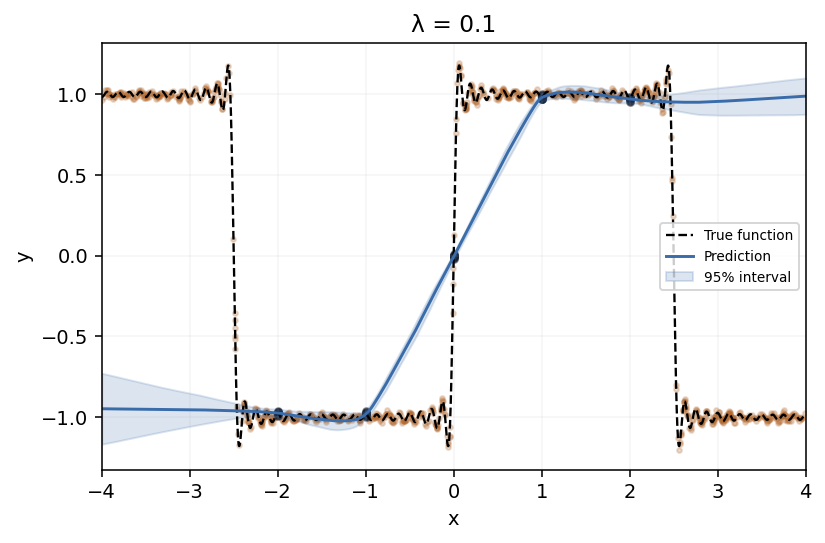 λ = 0.1
1.0
0.5
0.0
−0.5
−1.0
y
True function
Prediction
95% interval
−4 −3 −2 −1 0 1 2 3 4
x